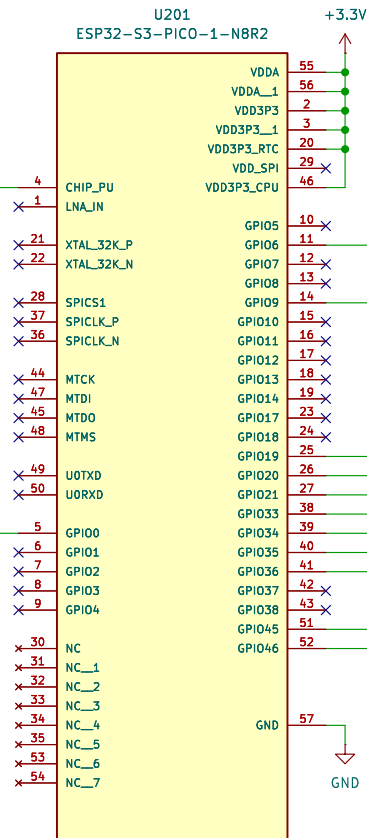 U201
ESP32-S3-PICO-1-N8R2
+3.3V
55 VDDA
56 VDDA__1
2 VDD3P3
3 VDD3P3__1
20 VDD3P3_RTC
29 VDD_SPI
4 CHIP_PU VDD3P3_CPU 46
1 LNA_IN
GPIO5 10
21 XTAL_32K_P GPIO6 11
22 XTAL_32K_N GPIO7 12
GPIO8 13
28 SPICS1 GPIO9 14
37 SPICLK_P GPIO10 15
36 SPICLK_N GPIO11 16
GPIO12 17
44 MTCK GPIO13 18
47 MTDI GPIO14 19
45 MTDO GPIO17 23
48 MTMS GPIO18 24
GPIO19 25
49 U0TXD GPIO20 26
50 U0RXD GPIO21 27
GPIO33 38
5 GPIO0 GPIO34 39
6 GPIO1 GPIO35 40
7 GPIO2 GPIO36 41
8 GPIO3 GPIO37 42
9 GPIO4 GPIO38 43
GPIO45 51
30 NC GPIO46 52
31 NC__1
32 NC__2
33 NC__3
34 NC__4 GND 57
35 NC__5
53 NC__6
54 NC__7 GND